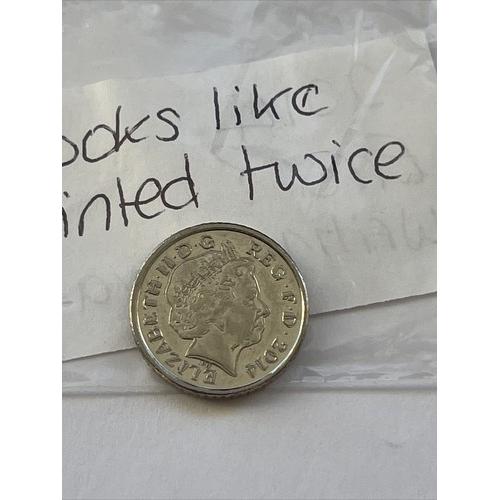 ooks like
inted twice
ELIZABETH·II·D·G REG·F·D·2014